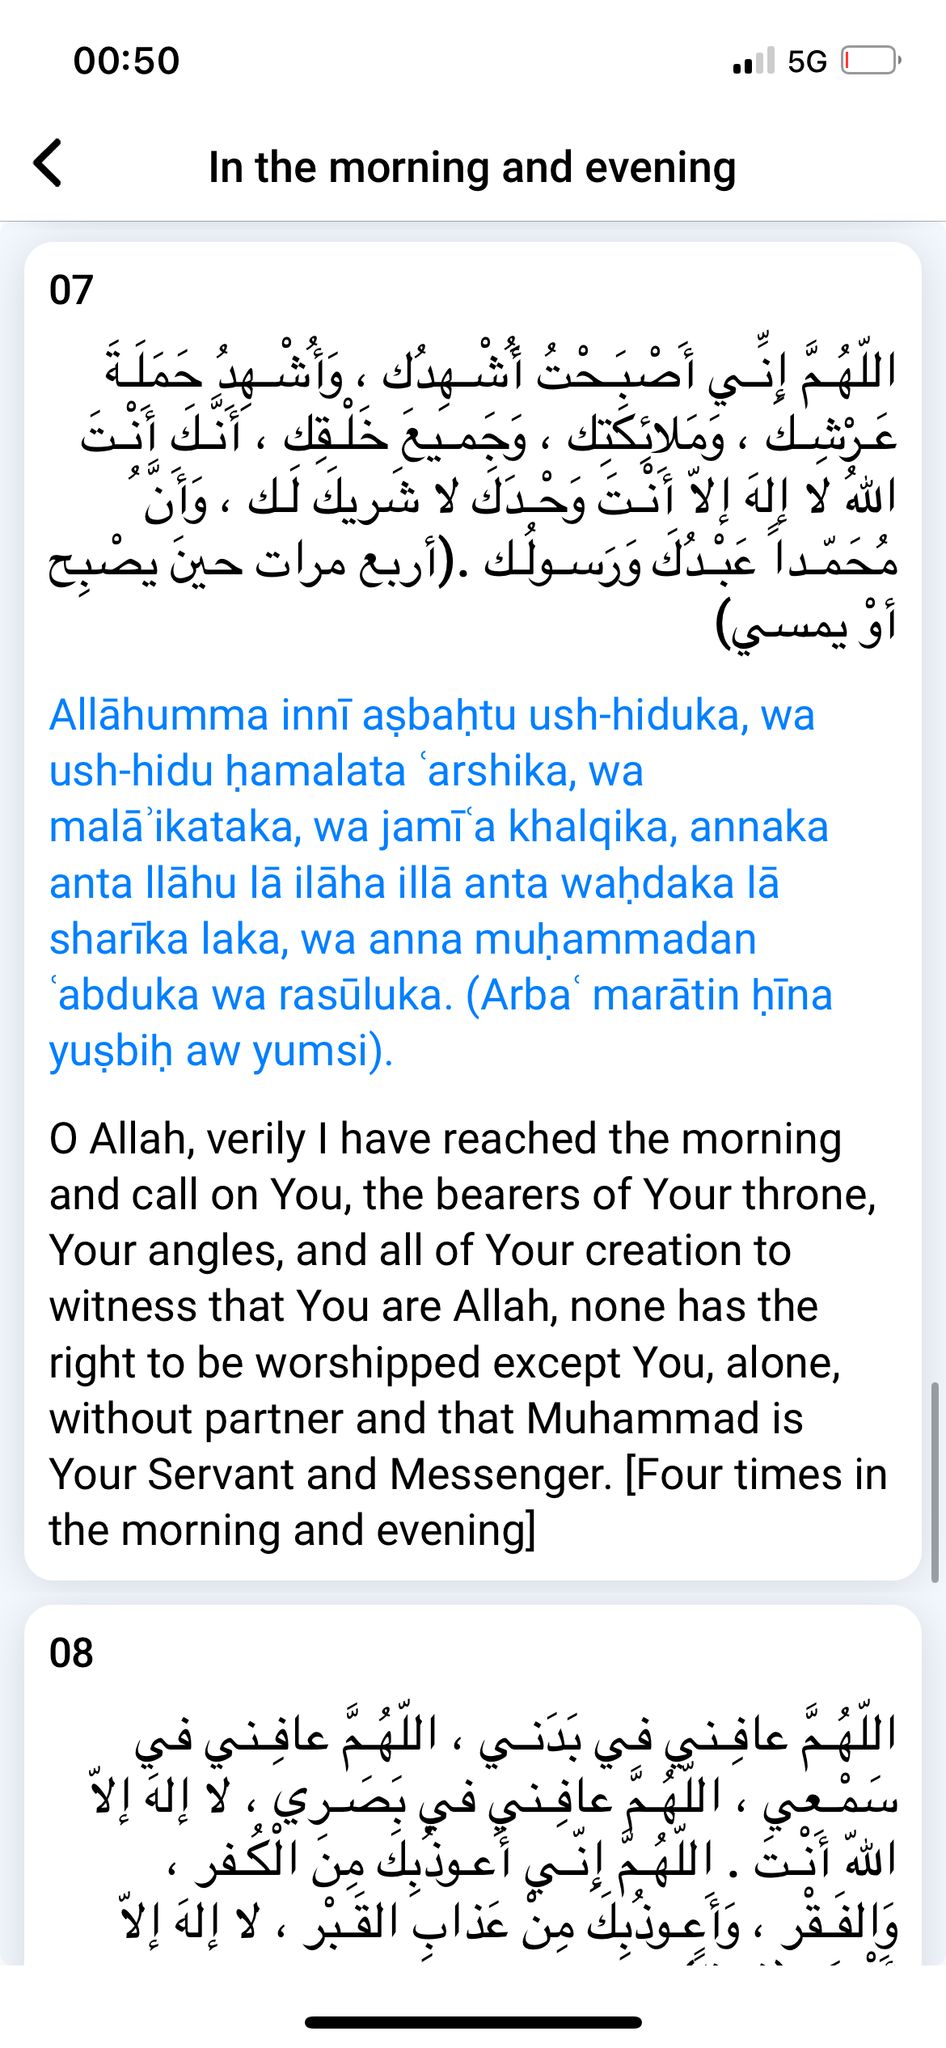 00:50
5G
In the morning and evening
07
اللّهُمَّ إِنِّـي أَصْبَـحْتُ أُشْـهِدُك ، وَأُشْـهِدُ حَمَلَـةَ
عَـرْشِـك ، وَمَلائِكَتِك ، وَجَمـيعَ خَلْـقِك ، أَنَّـكَ أَنْـتَ
اللهُ لا إلهَ إلاّ أَنْـتَ وَحْـدَكَ لا شَريكَ لَـك ، وَأَنَّ ُ
مُحَمّـداً عَبْـدُكَ وَرَسـولُـك .(أربع مرات حينَ يصْبِح
أوْ يمسـي)
Allāhumma innī aṣbaḥtu ush-hiduka, wa
ush-hidu ḥamalata ʿarshika, wa
malāʾikataka, wa jamīʿa khalqika, annaka
anta llāhu lā ilāha illā anta waḥdaka lā
sharīka laka, wa anna muḥammadan
ʿabduka wa rasūluka. (Arbaʿ marātin ḥīna
yuṣbiḥ aw yumsi).
O Allah, verily I have reached the morning
and call on You, the bearers of Your throne,
Your angles, and all of Your creation to
witness that You are Allah, none has the
right to be worshipped except You, alone,
without partner and that Muhammad is
Your Servant and Messenger. [Four times in
the morning and evening]
08
اللّهُـمَّ عافِـني في بَدَنـي ، اللّهُـمَّ عافِـني في
سَمْـعي ، اللّهُـمَّ عافِـني في بَصَـري ، لا إلهَ إلاّ
اللهُ أَنْـتَ . اللّهُـمَّ إِنّـي أَعـوذُبِكَ مِنَ الْكُـفر ،
وَالفَـقْر ، وَأَعـوذُبِكَ مِنْ عَذابِ القَـبْر ، لا إلهَ إلاّ